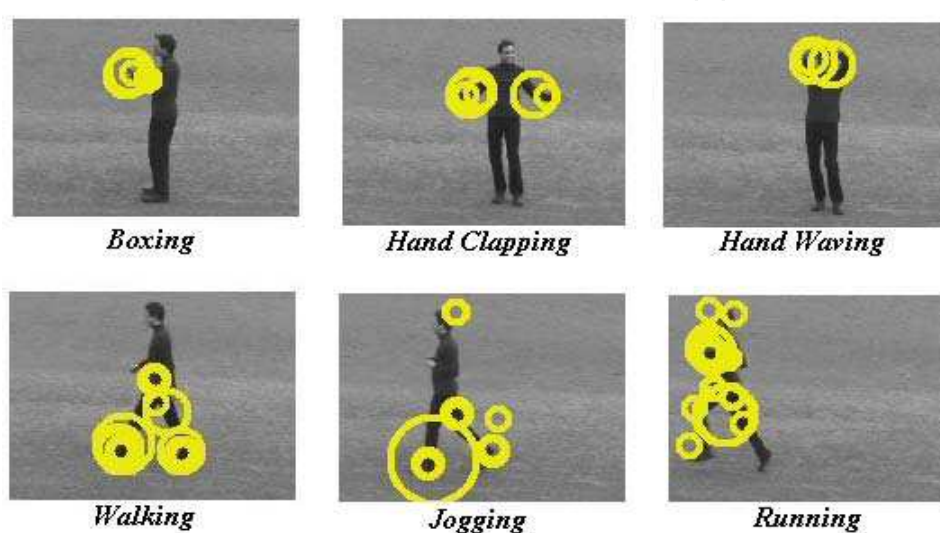 Boxing
Hand Clapping
Hand Waving
Walking
Jogging
Running